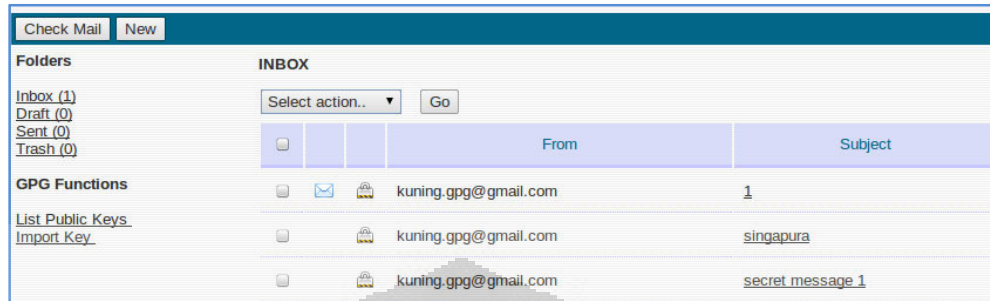 Check Mail New
Folders
Inbox (1)
Draft (0)
Sent (0)
Trash (0)
GPG Functions
List Public Keys
Import Key
INBOX
Select action.. Go
From Subject
kuning.gpg@gmail.com 1
kuning.gpg@gmail.com singapura
kuning.gpg@gmail.com secret message 1